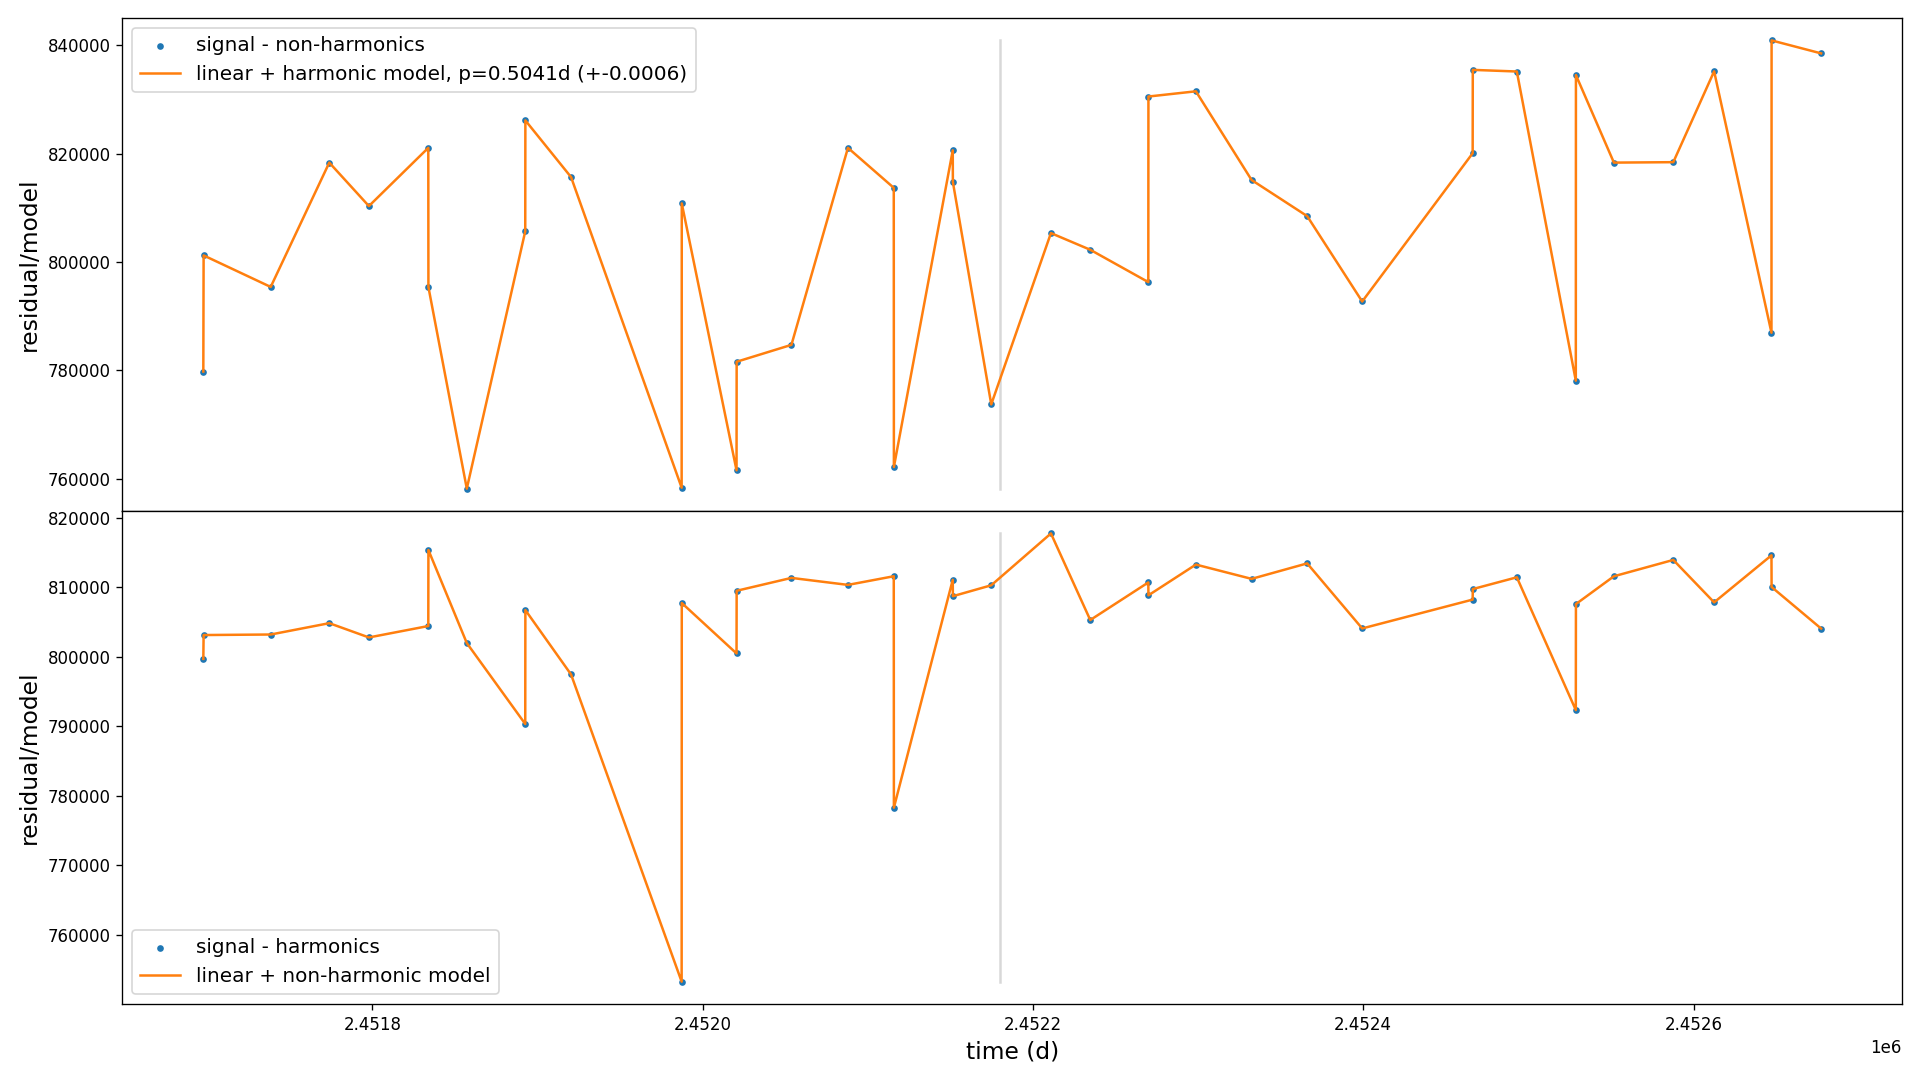 840000
820000
800000
780000
760000
residual/model
signal - non-harmonics
linear + harmonic model, p=0.5041d (+-0.0006)
820000
810000
800000
790000
780000
770000
760000
residual/model
signal - harmonics
linear + non-harmonic model
2.4518
2.4520
2.4522
2.4524
2.4526
1e6
time (d)